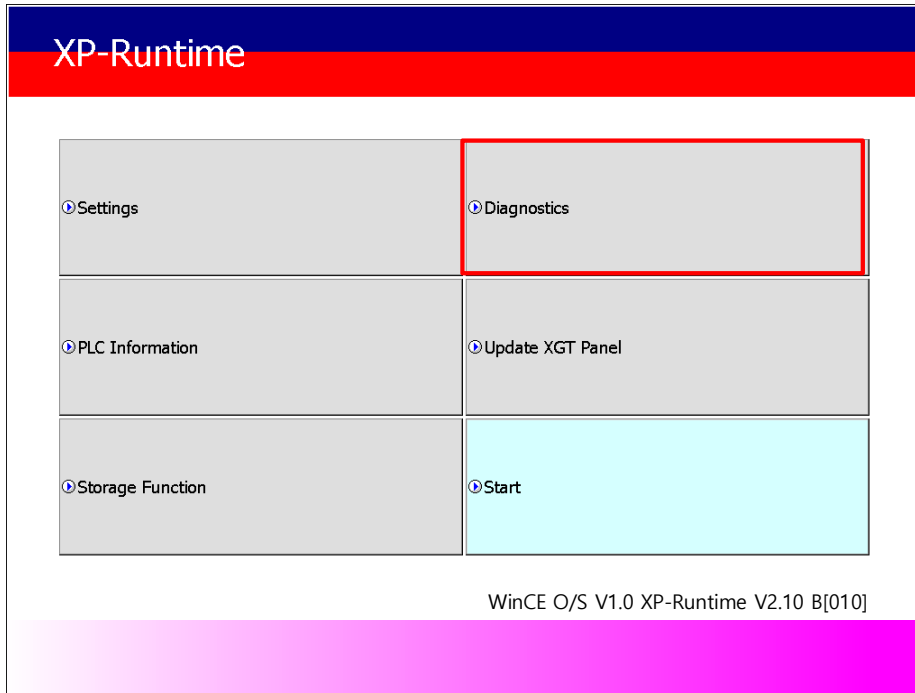 XP-Runtime
Settings
Diagnostics
PLC Information
Update XGT Panel
Storage Function
Start
WinCE O/S V1.0 XP-Runtime V2.10 B[010]